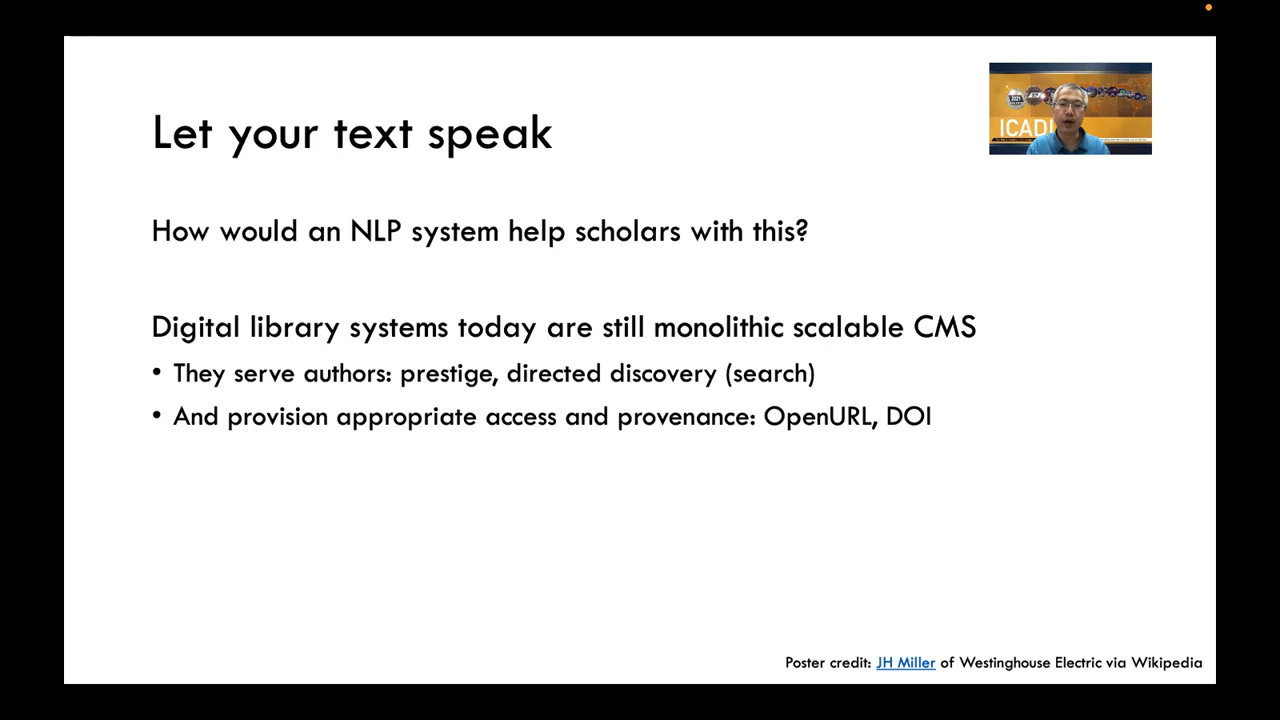 Let your text speak
ICADL
How would an NLP system help scholars with this?
Digital library systems today are still monolithic scalable CMS
• They serve authors: prestige, directed discovery (search)
• And provision appropriate access and provenance: OpenURL, DOI
Poster credit: JH Miller of Westinghouse Electric via Wikipedia